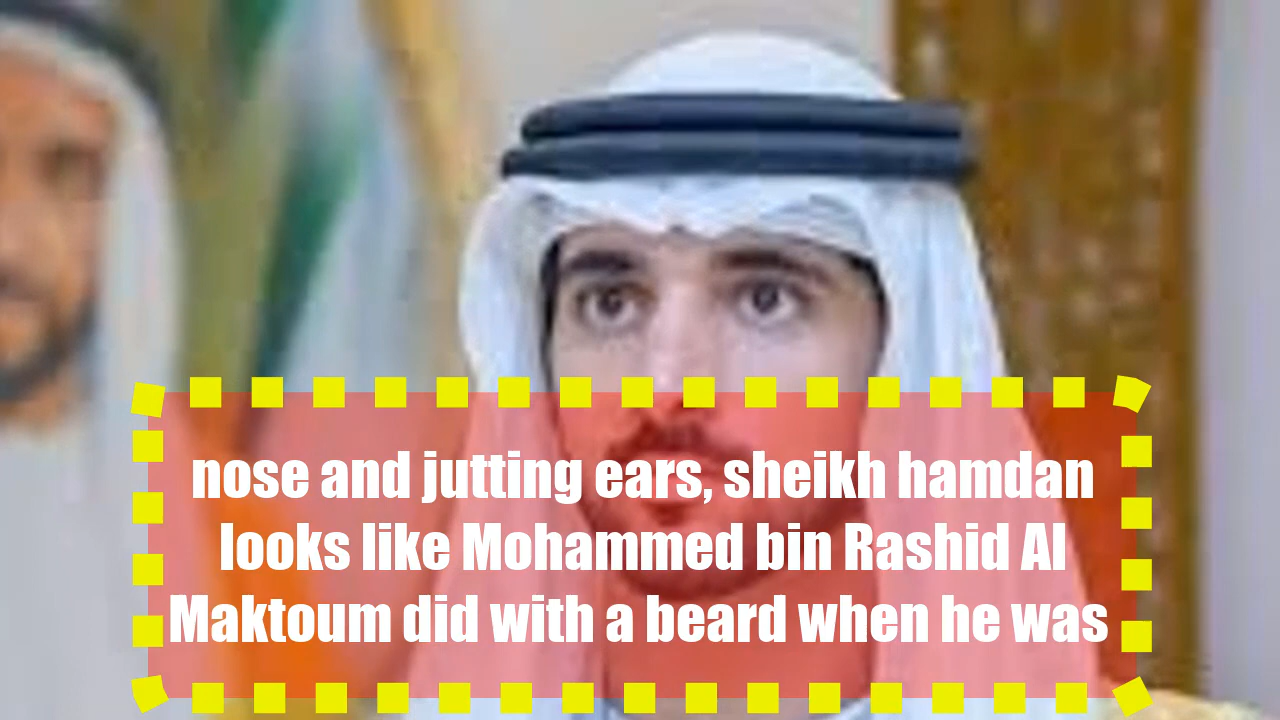 nose and jutting ears, sheikh hamdan
looks like Mohammed bin Rashid Al
Maktoum did with a beard when he was